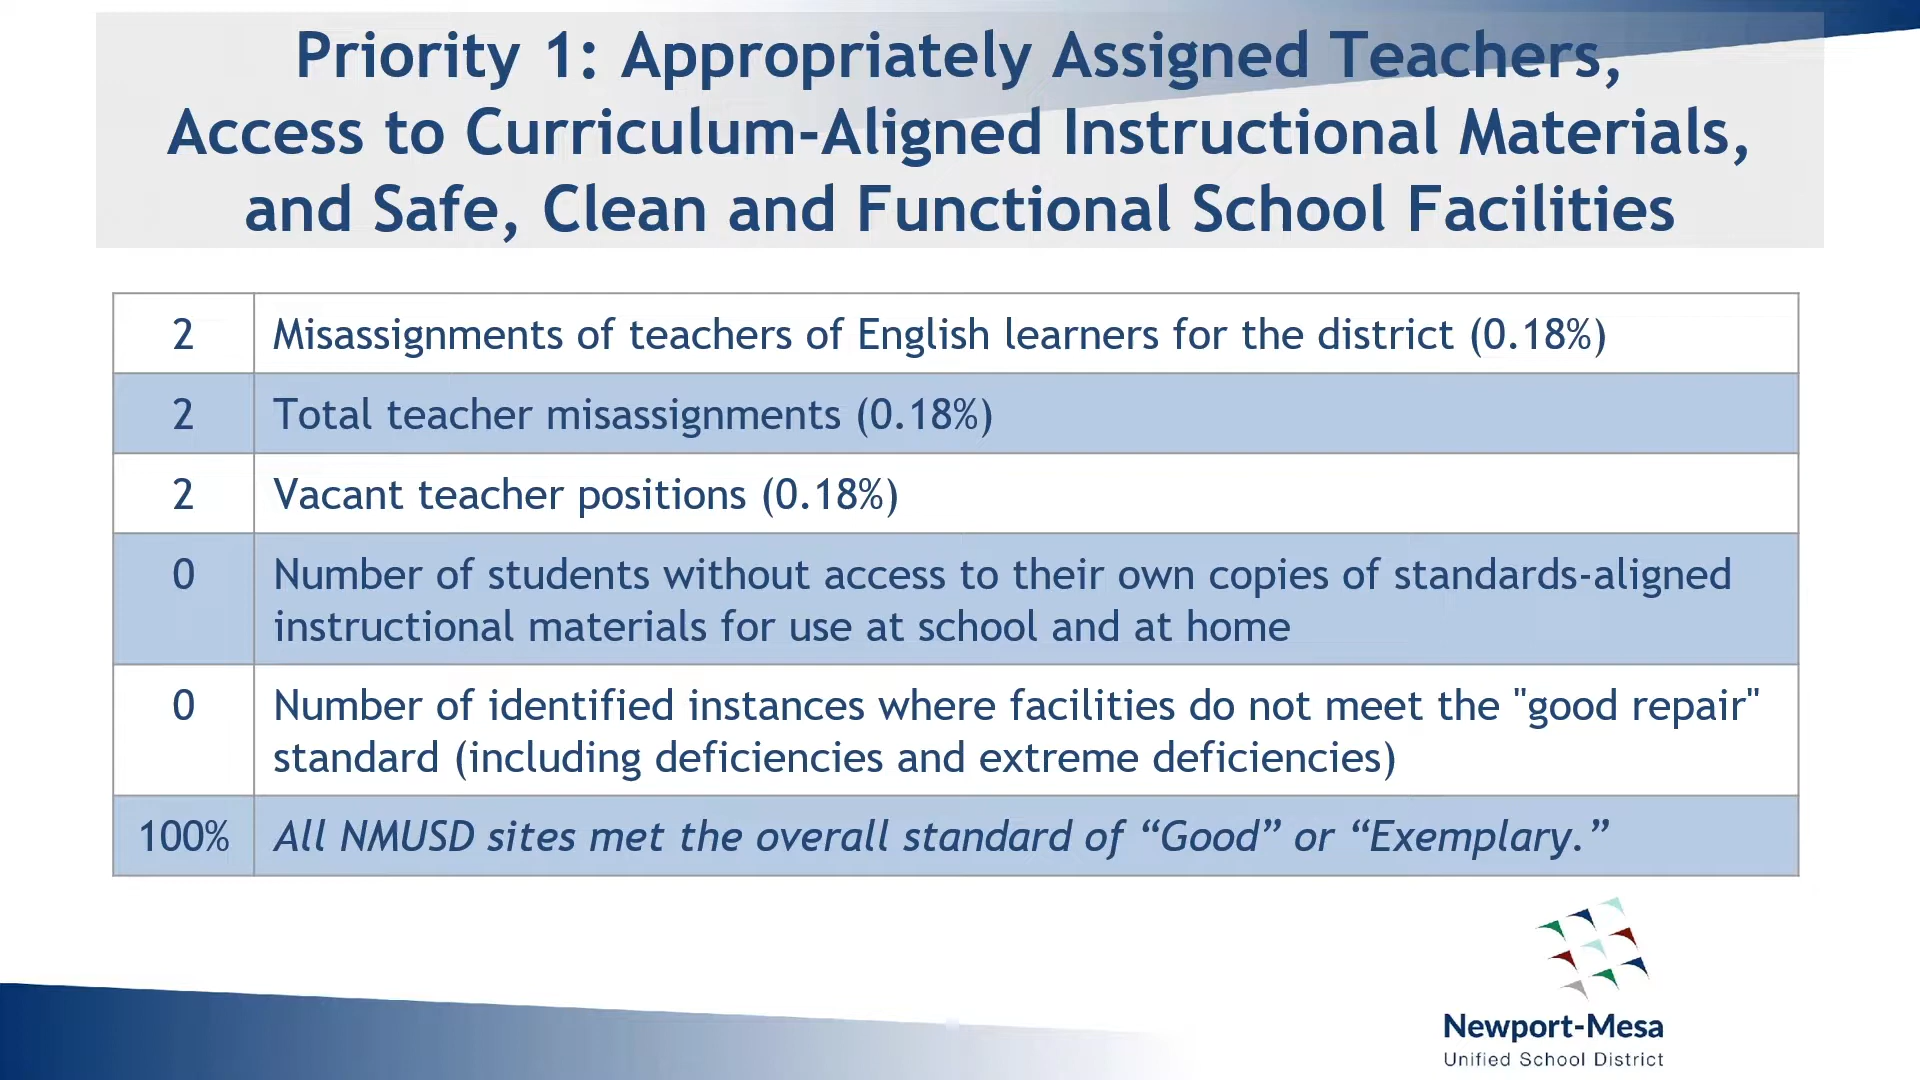 Priority 1: Appropriately Assigned Teachers,
Access to Curriculum-Aligned Instructional Materials,
and Safe, Clean and Functional School Facilities
2 Misassignments of teachers of English learners for the district (0.18%)
2 Total teacher misassignments (0.18%)
2 Vacant teacher positions (0.18%)
0 Number of students without access to their own copies of standards-aligned
instructional materials for use at school and at home
0 Number of identified instances where facilities do not meet the "good repair"
standard (including deficiencies and extreme deficiencies)
100% All NMUSD sites met the overall standard of “Good” or “Exemplary.”
Newport-Mesa
Unified School District